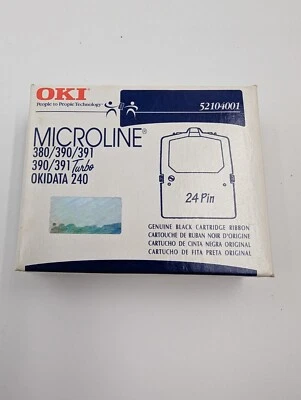 OKI
People to People Technology
52104001
MICROLINE®
380/390/391
390/391 Turbo
OKIDATA 240
24 Pin
GENUINE BLACK CARTRIDGE RIBBON
CARTOUCHE DE RUBAN NOIR D'ORIGINE
CARTUCHO DE CINTA NEGRA ORIGINAL
CARTUCHO DE FITA PRETA ORIGINAL